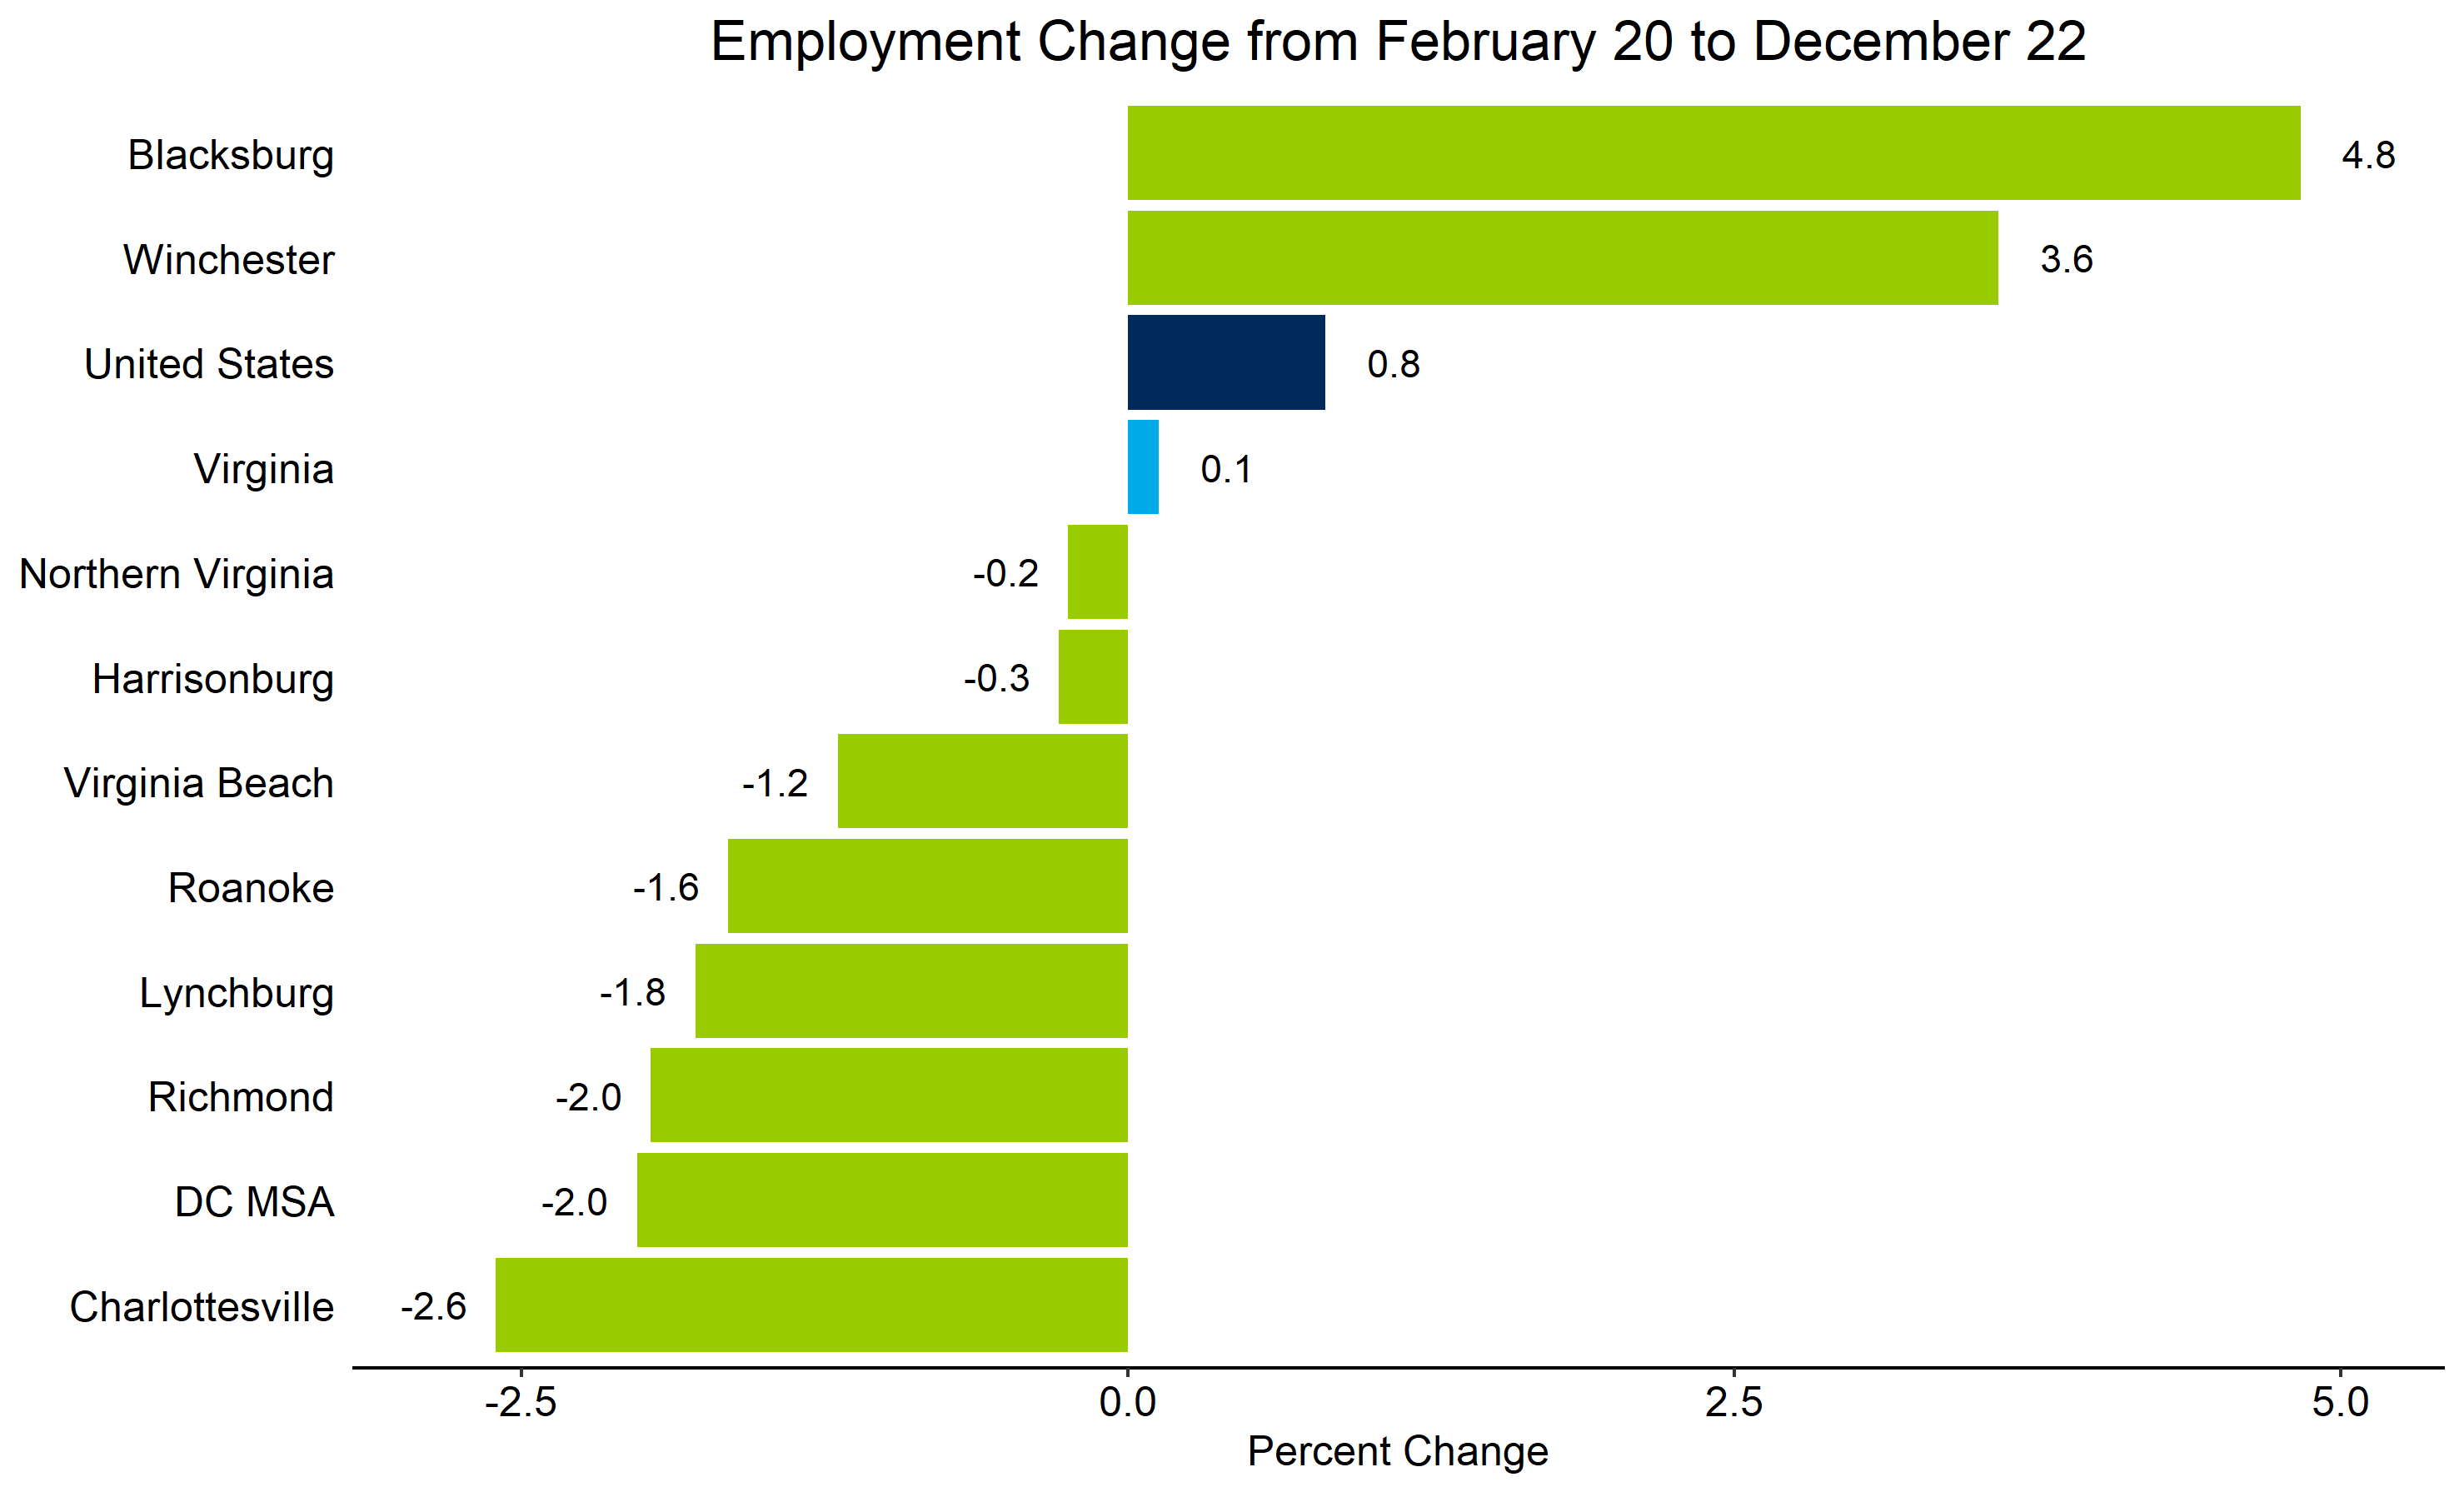 Employment Change from February 20 to December 22
Blacksburg 4.8
Winchester 3.6
United States 0.8
Virginia 0.1
Northern Virginia -0.2
Harrisonburg -0.3
Virginia Beach -1.2
Roanoke -1.6
Lynchburg -1.8
Richmond -2.0
DC MSA -2.0
Charlottesville -2.6
-2.5 0.0 2.5 5.0
Percent Change